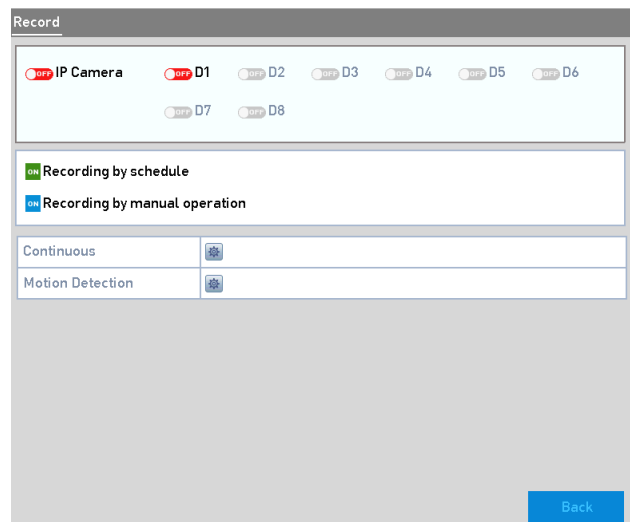 Record
OFF IP Camera OFF D1 OFF D2 OFF D3 OFF D4 OFF D5 OFF D6
OFF D7 OFF D8
ON Recording by schedule
ON Recording by manual operation
Continuous
Motion Detection
Back